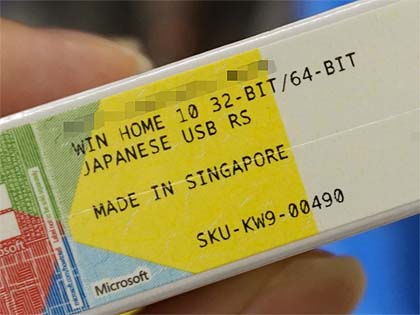 WIN HOME 10 32-BIT/64-BIT
JAPANESE USB RS
MADE IN SINGAPORE
SKU-KW9-00490
Microsoft